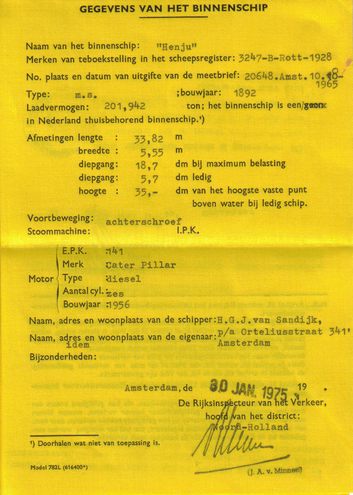 GEGEVENS VAN HET BINNENSCHIP
Naam van het binnenschip: "Henju"
Merken van teboekstelling in het scheepsregister: 3247-B-Rott-1928
No. plaats en datum van uitgifte van de meetbrief: 20648.Amst.10.10-
1965
Type: m.s. ;bouwjaar: 1892
Laadvermogen: 201,942 ton; het binnenschip is een/geen
in Nederland thuisbehorend binnenschip.¹)
Afmetingen lengte : 33,82 m
breedte : 5,55 m
diepgang: 18,7 dm bij maximum belasting
diepgang: 5,7 dm ledig
hoogte : 35,- dm van het hoogste vaste punt
boven water bij ledig schip.
Voortbeweging: achterschroef
Stoommachine: I.P.K.
E.P.K. :141
Merk :Cater Pillar
Motor Type :diesel
Aantal cyl.:zes
Bouwjaar :1956
Naam, adres en woonplaats van de schipper: H.G.J.van Sandijk,
p/a Orteliusstraat 341'
Naam, adres en woonplaats van de eigenaar: Amsterdam
idem
Bijzonderheden:
Amsterdam, de 30 JAN. 1975 19 .
De Rijksinspecteur van het Verkeer,
hoofd van het district:
Noord-Holland
¹) Doorhalen wat niet van toepassing is.
Model 782L (616400*)
(J. A. v. Minnen)